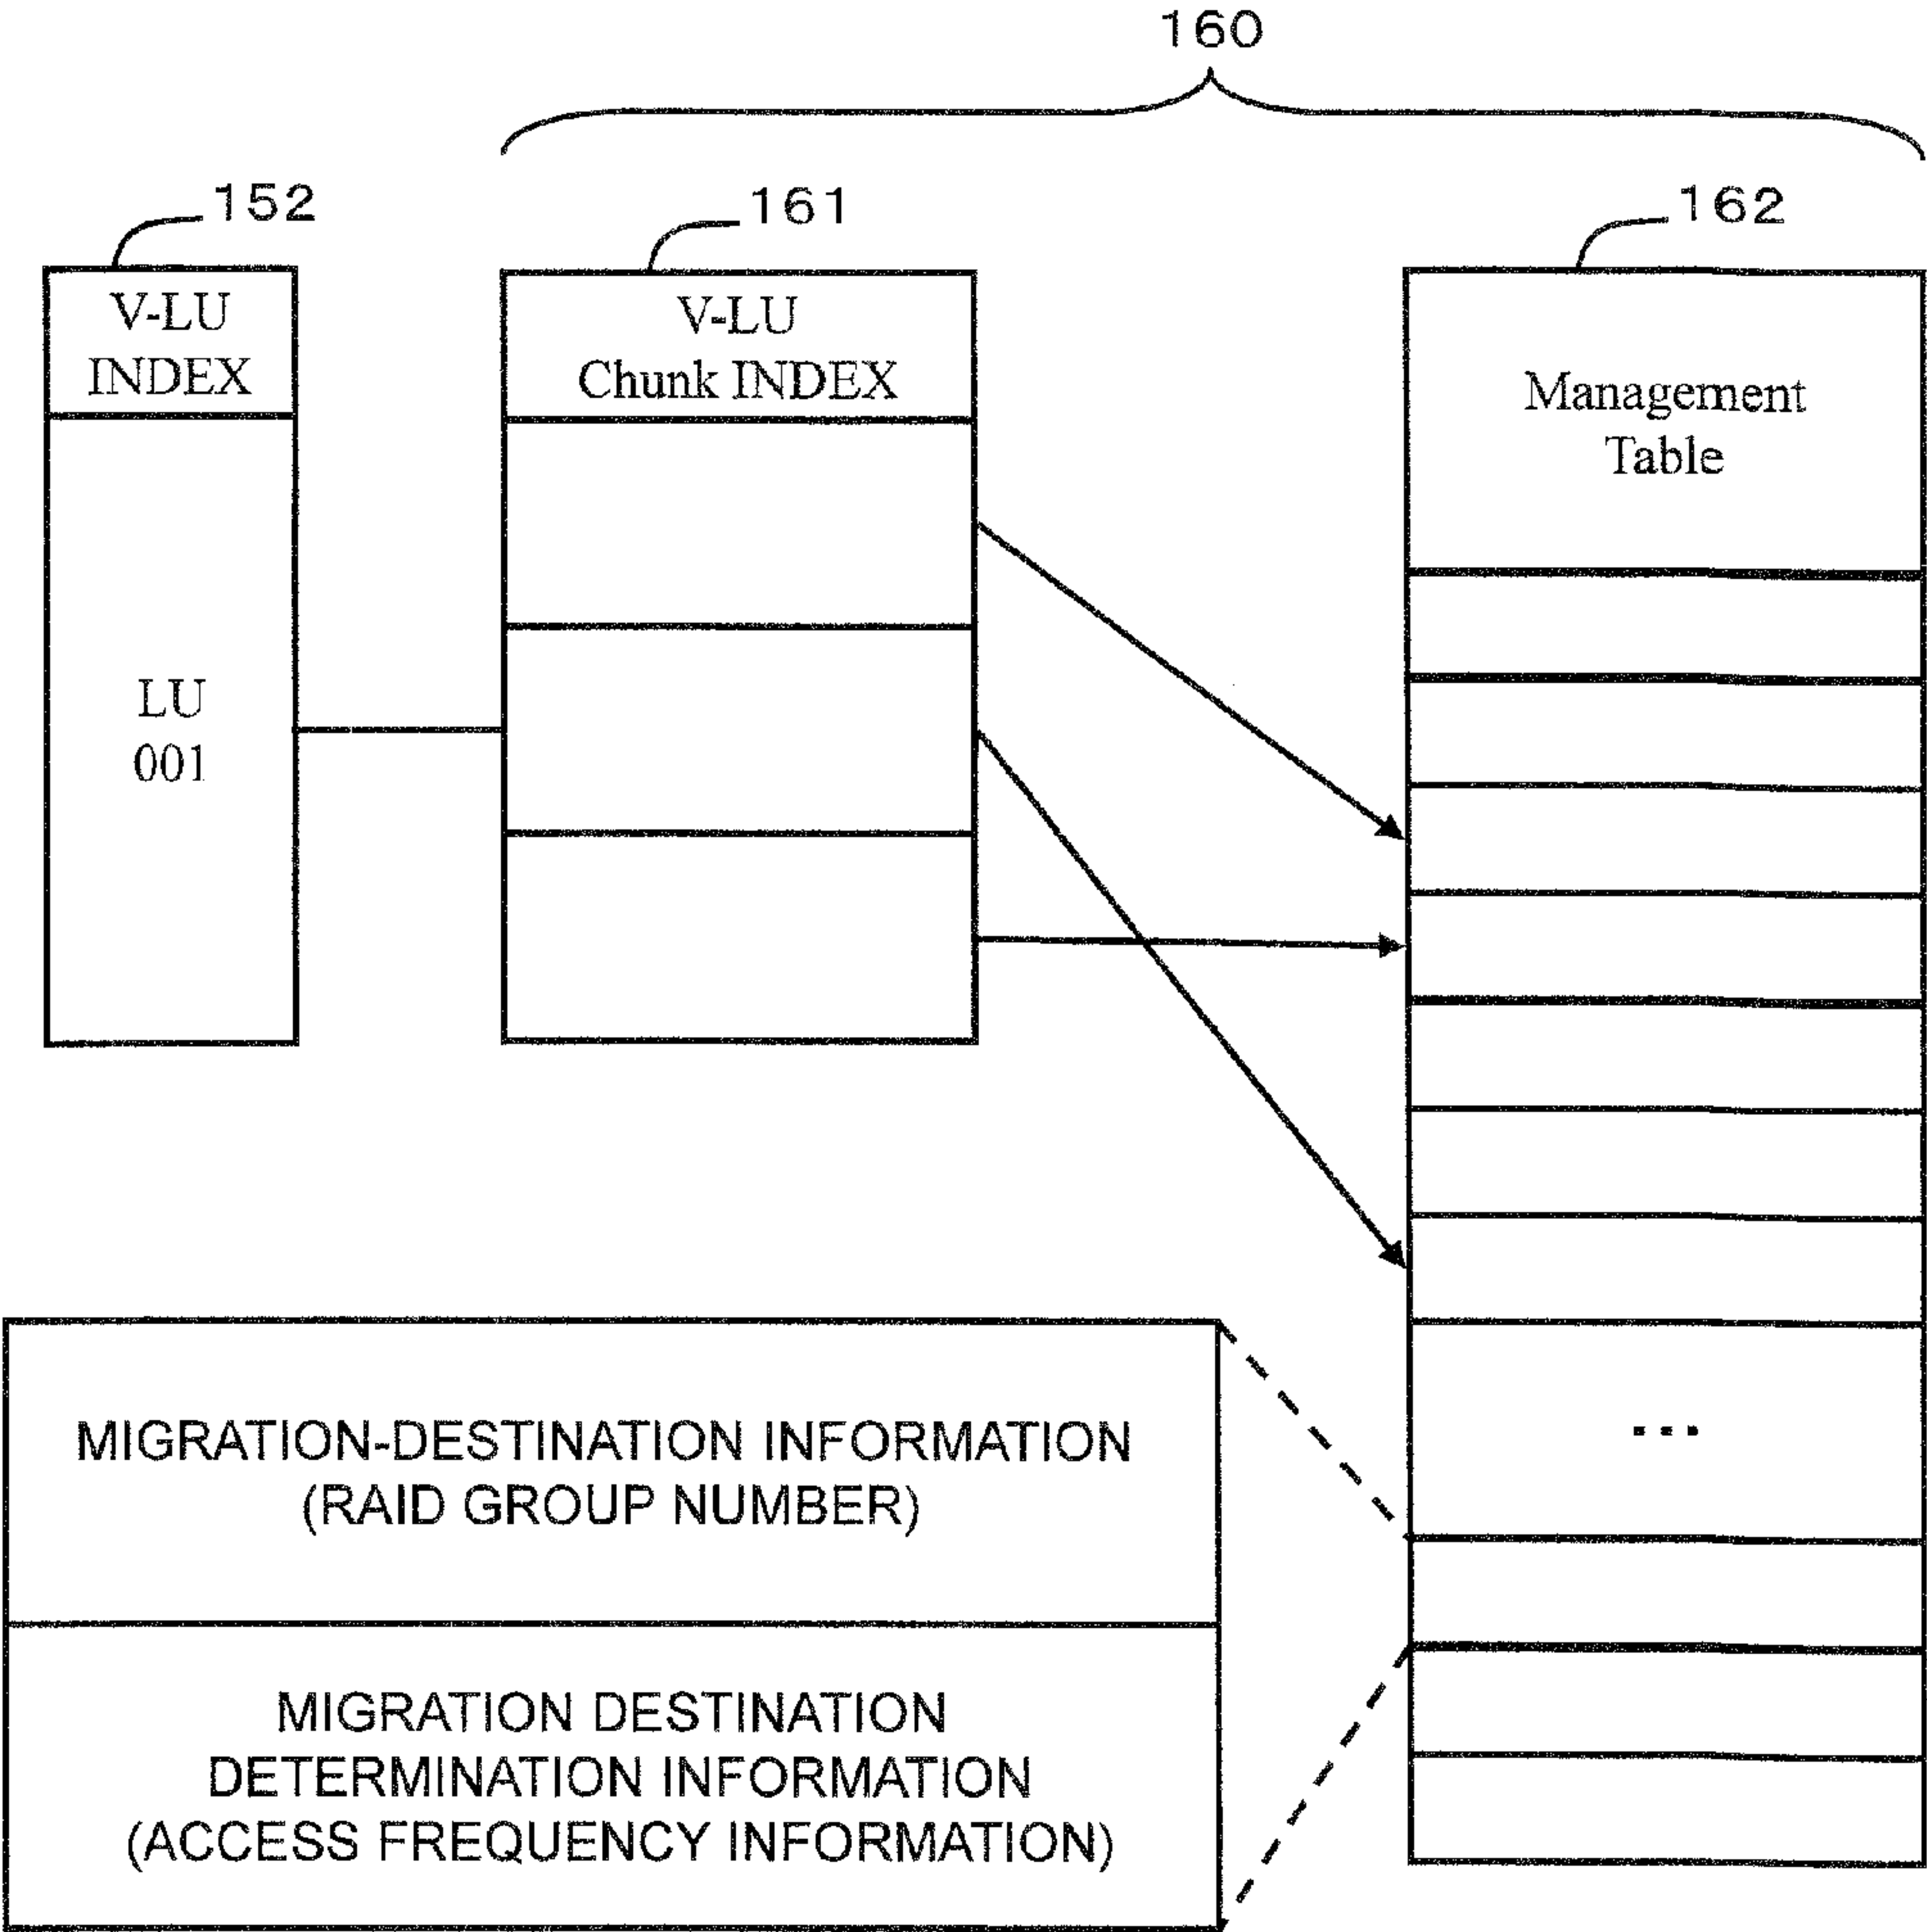 160
152
161
162
V-LU
INDEX
V-LU
Chunk INDEX
Management
Table
LU
001
...
MIGRATION-DESTINATION INFORMATION
(RAID GROUP NUMBER)
MIGRATION DESTINATION
DETERMINATION INFORMATION
(ACCESS FREQUENCY INFORMATION)